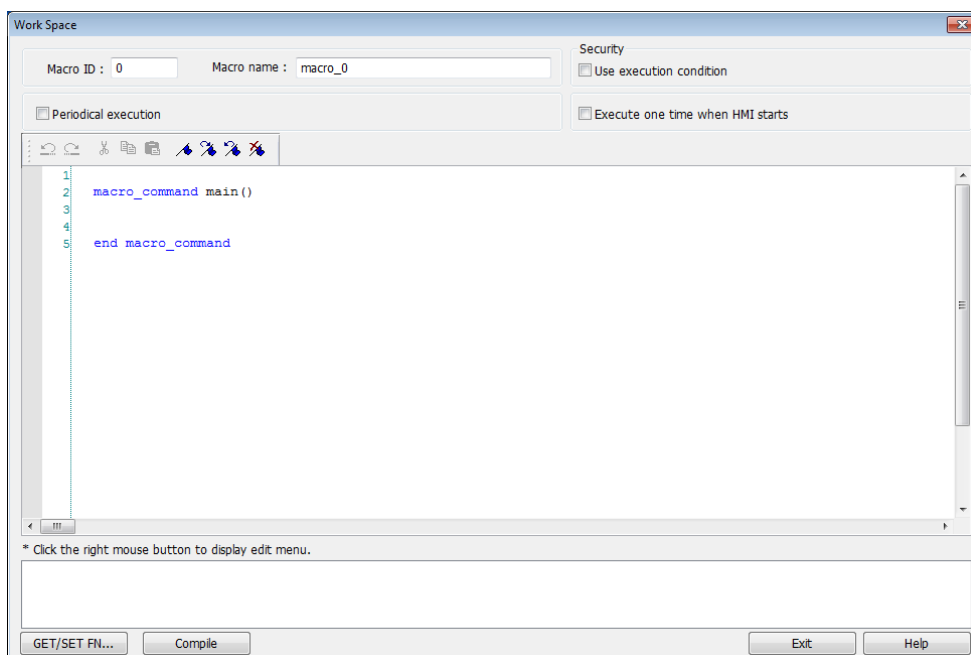 Work Space
Security
Macro ID : 0 Macro name : macro_0
Use execution condition
Periodical execution
Execute one time when HMI starts
1
2 macro_command main()
3
4
5 end macro_command
* Click the right mouse button to display edit menu.
GET/SET FN... Compile Exit Help